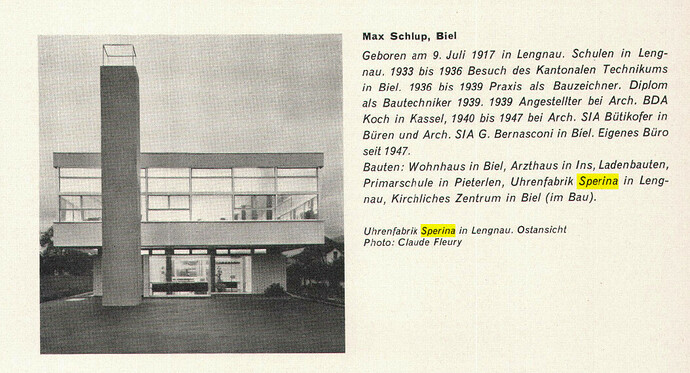 Max Schlup, Biel
Geboren am 9. Juli 1917 in Lengnau. Schulen in Leng-
nau. 1933 bis 1936 Besuch des Kantonalen Technikums
in Biel. 1936 bis 1939 Praxis als Bauzeichner. Diplom
als Bautechniker 1939. 1939 Angestellter bei Arch. BDA
Koch in Kassel, 1940 bis 1947 bei Arch. SIA Bütikofer in
Büren und Arch. SIA G. Bernasconi in Biel. Eigenes Büro
seit 1947.
Bauten: Wohnhaus in Biel, Arzthaus in Ins, Ladenbauten,
Primarschule in Pieterlen, Uhrenfabrik Sperina in Leng-
nau, Kirchliches Zentrum in Biel (im Bau).
Uhrenfabrik Sperina in Lengnau. Ostansicht
Photo: Claude Fleury